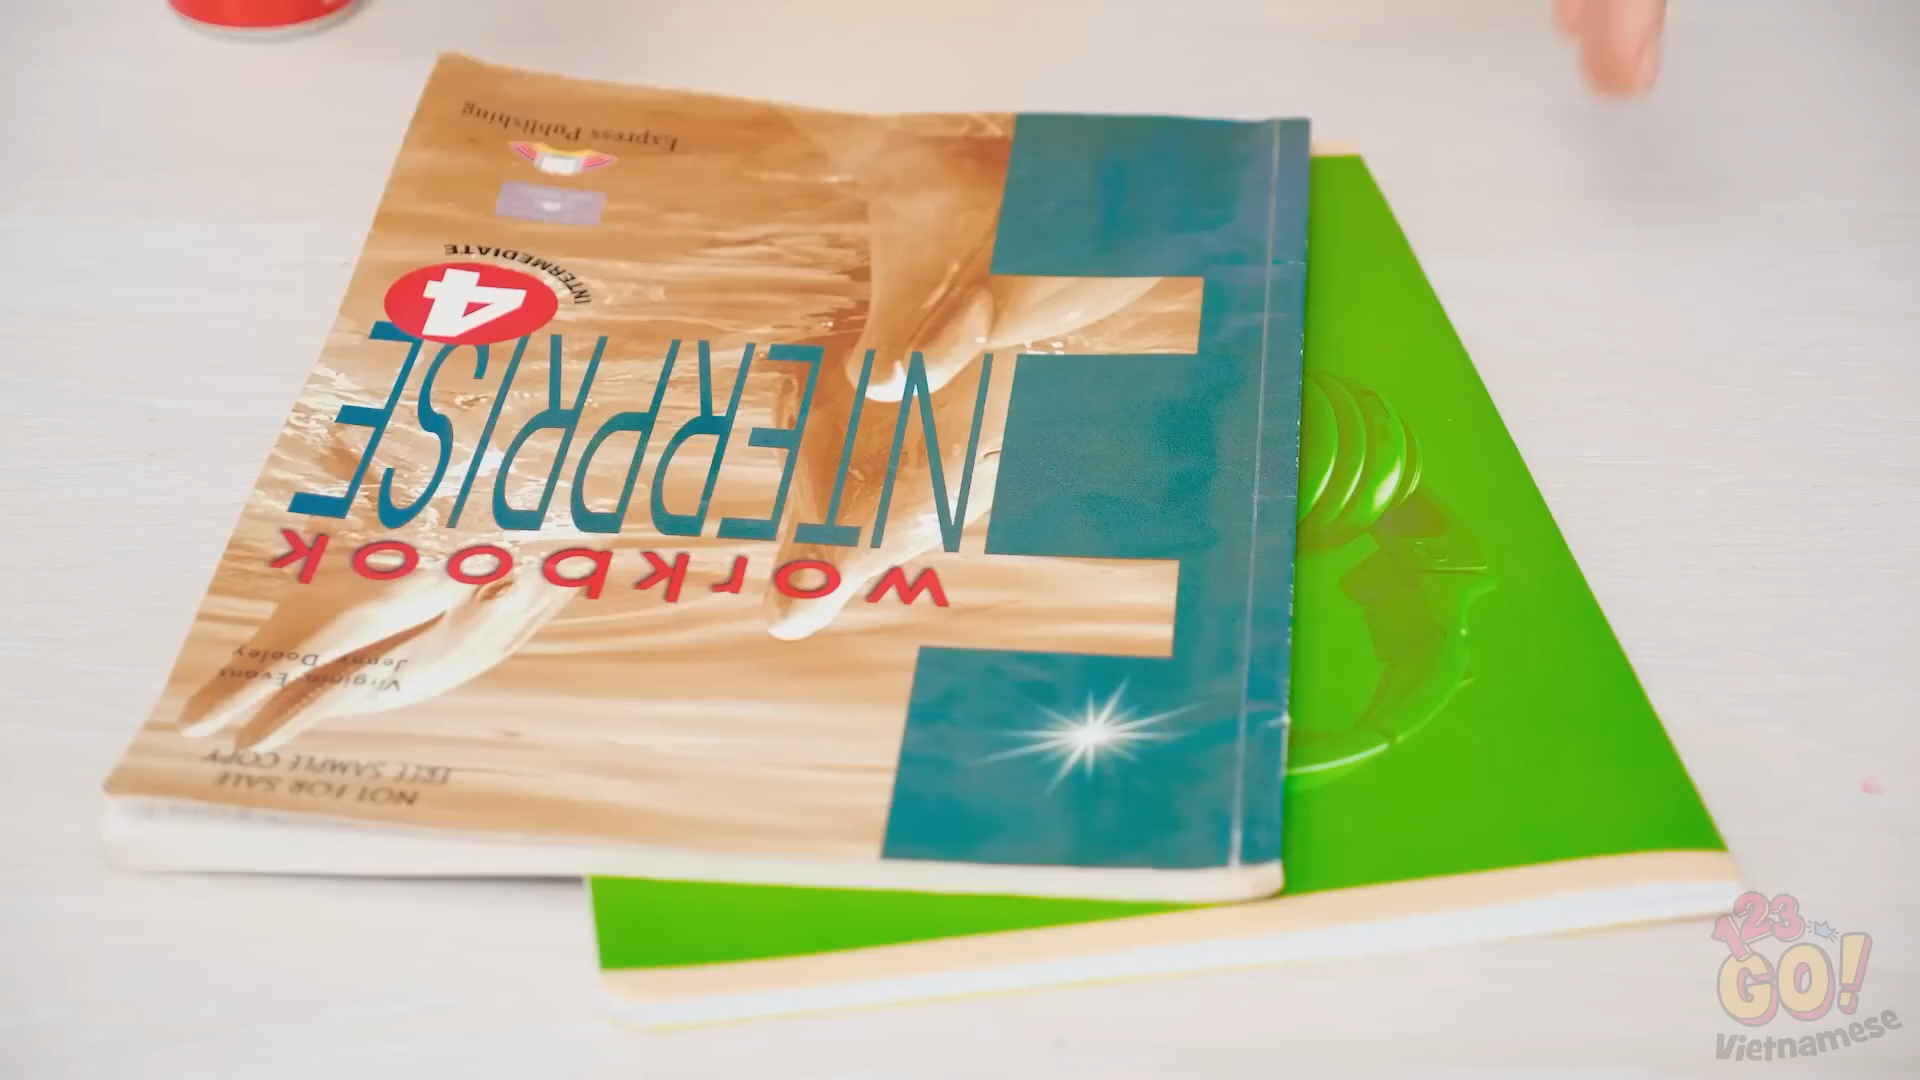 NOT FOR SALE
FREE SAMPLE COPY
Virginia Evans
Jenny Dooley
workbook
ENTERPRISE
4
INTERMEDIATE
Express Publishing
123
GO!
Vietnamese